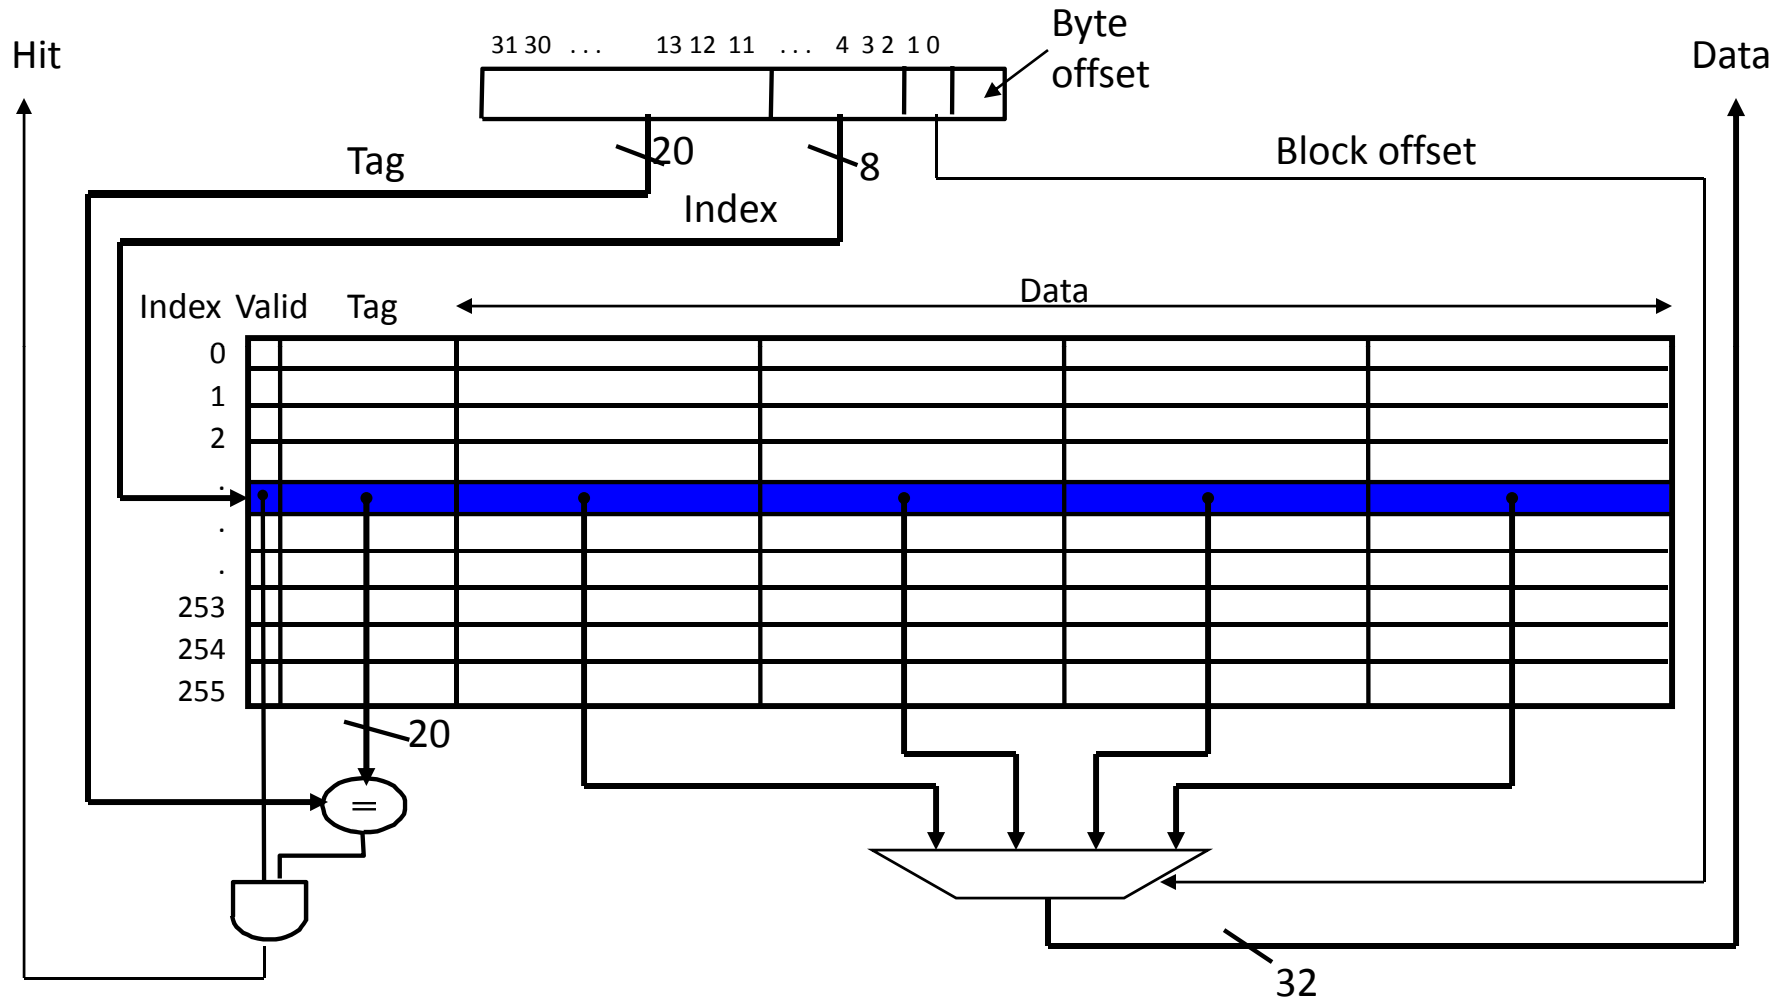 Hit
31 30 . . . 13 12 11 . . . 4 3 2 1 0
Byte
offset
Data
Tag
20
8
Block offset
Index
Index Valid Tag
Data
0
1
2
.
.
.
253
254
255
20
=
32